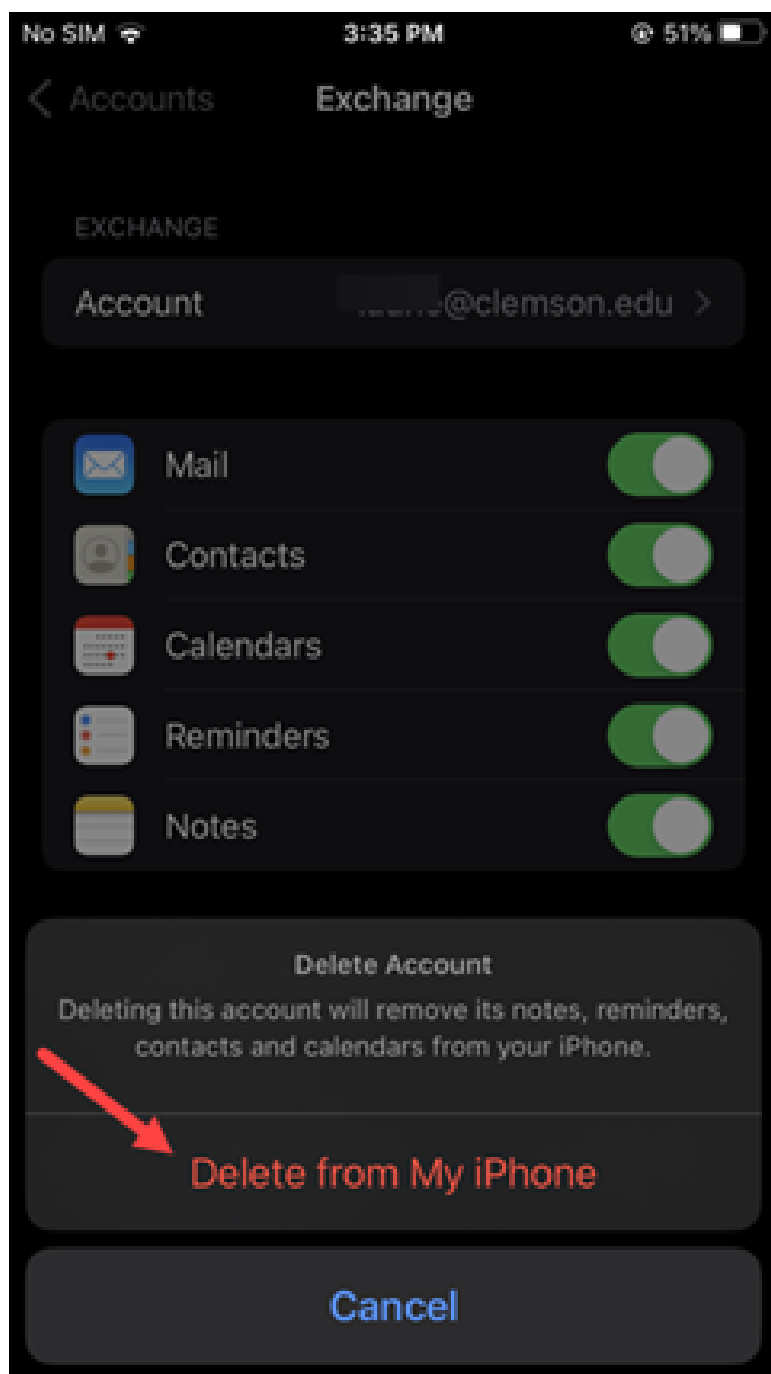 No SIM 3:35 PM 51%
Accounts Exchange
EXCHANGE
Account @clemson.edu
Mail
Contacts
Calendars
Reminders
Notes
Delete Account
Deleting this account will remove its notes, reminders,
contacts and calendars from your iPhone.
Delete from My iPhone
Cancel